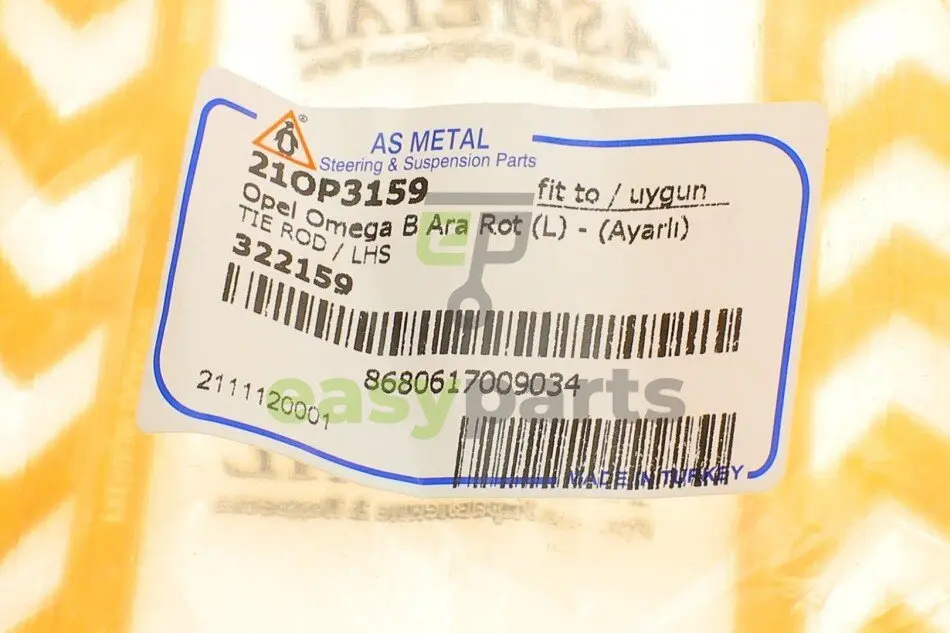 AS METAL
Steering & Suspension Parts
®
21OP3159
fit to / uygun
Opel Omega B Ara Rot (L) - (Ayarlı)
TIE ROD / LHS
322159
8680617009034
2111120001
easyparts
MADE IN TURKEY